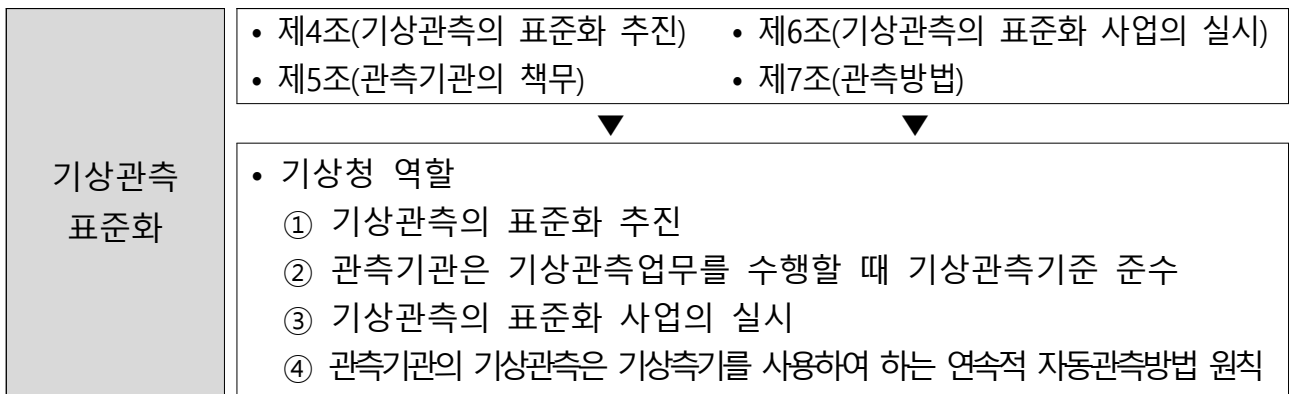 기상관측
표준화
• 제4조(기상관측의 표준화 추진) • 제6조(기상관측의 표준화 사업의 실시)
• 제5조(관측기관의 책무) • 제7조(관측방법)
▼ ▼
• 기상청 역할
① 기상관측의 표준화 추진
② 관측기관은 기상관측업무를 수행할 때 기상관측기준 준수
③ 기상관측의 표준화 사업의 실시
④ 관측기관의 기상관측은 기상측기를 사용하여 하는 연속적 자동관측방법 원칙